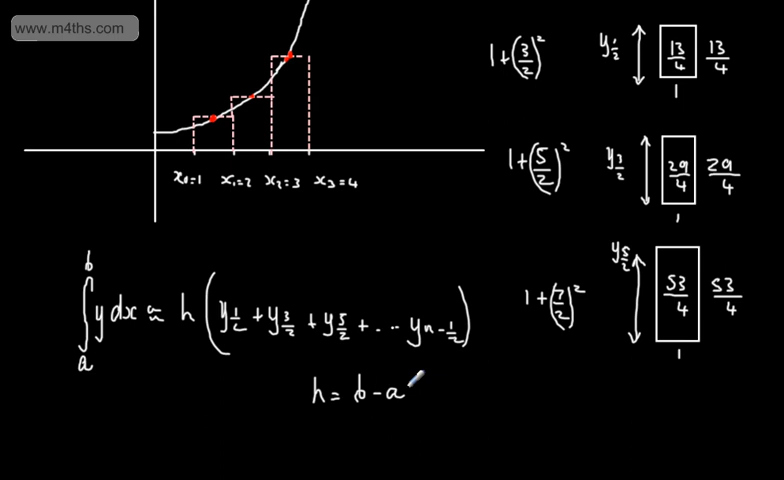 www.m4ths.com
x₀=1 x₁=2 x₂=3 x₃=4
1+(3/2)² y½ 13/4 13/4
1
1+(5/2)² y3/2 29/4 29/4
1
1+(7/2)² y5/2 53/4 53/4
1
∫ₐᵇ y dx ≈ h (y½ + y3/2 + y5/2 + ... yn-½)
h = b - a